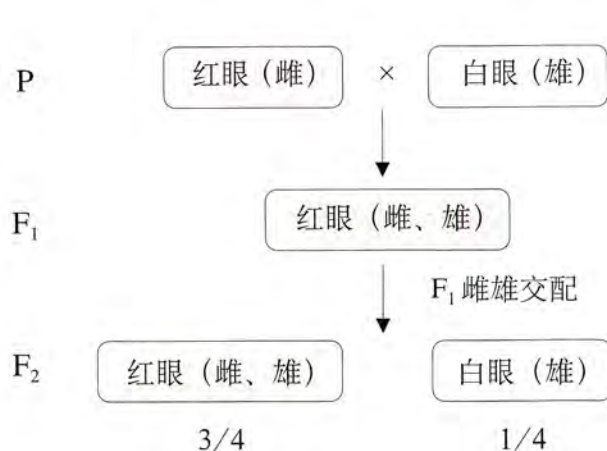 P 红眼（雌） × 白眼（雄）
F₁ 红眼（雌、雄）
F₁ 雌雄交配
F₂ 红眼（雌、雄） 白眼（雄）
3/4 1/4